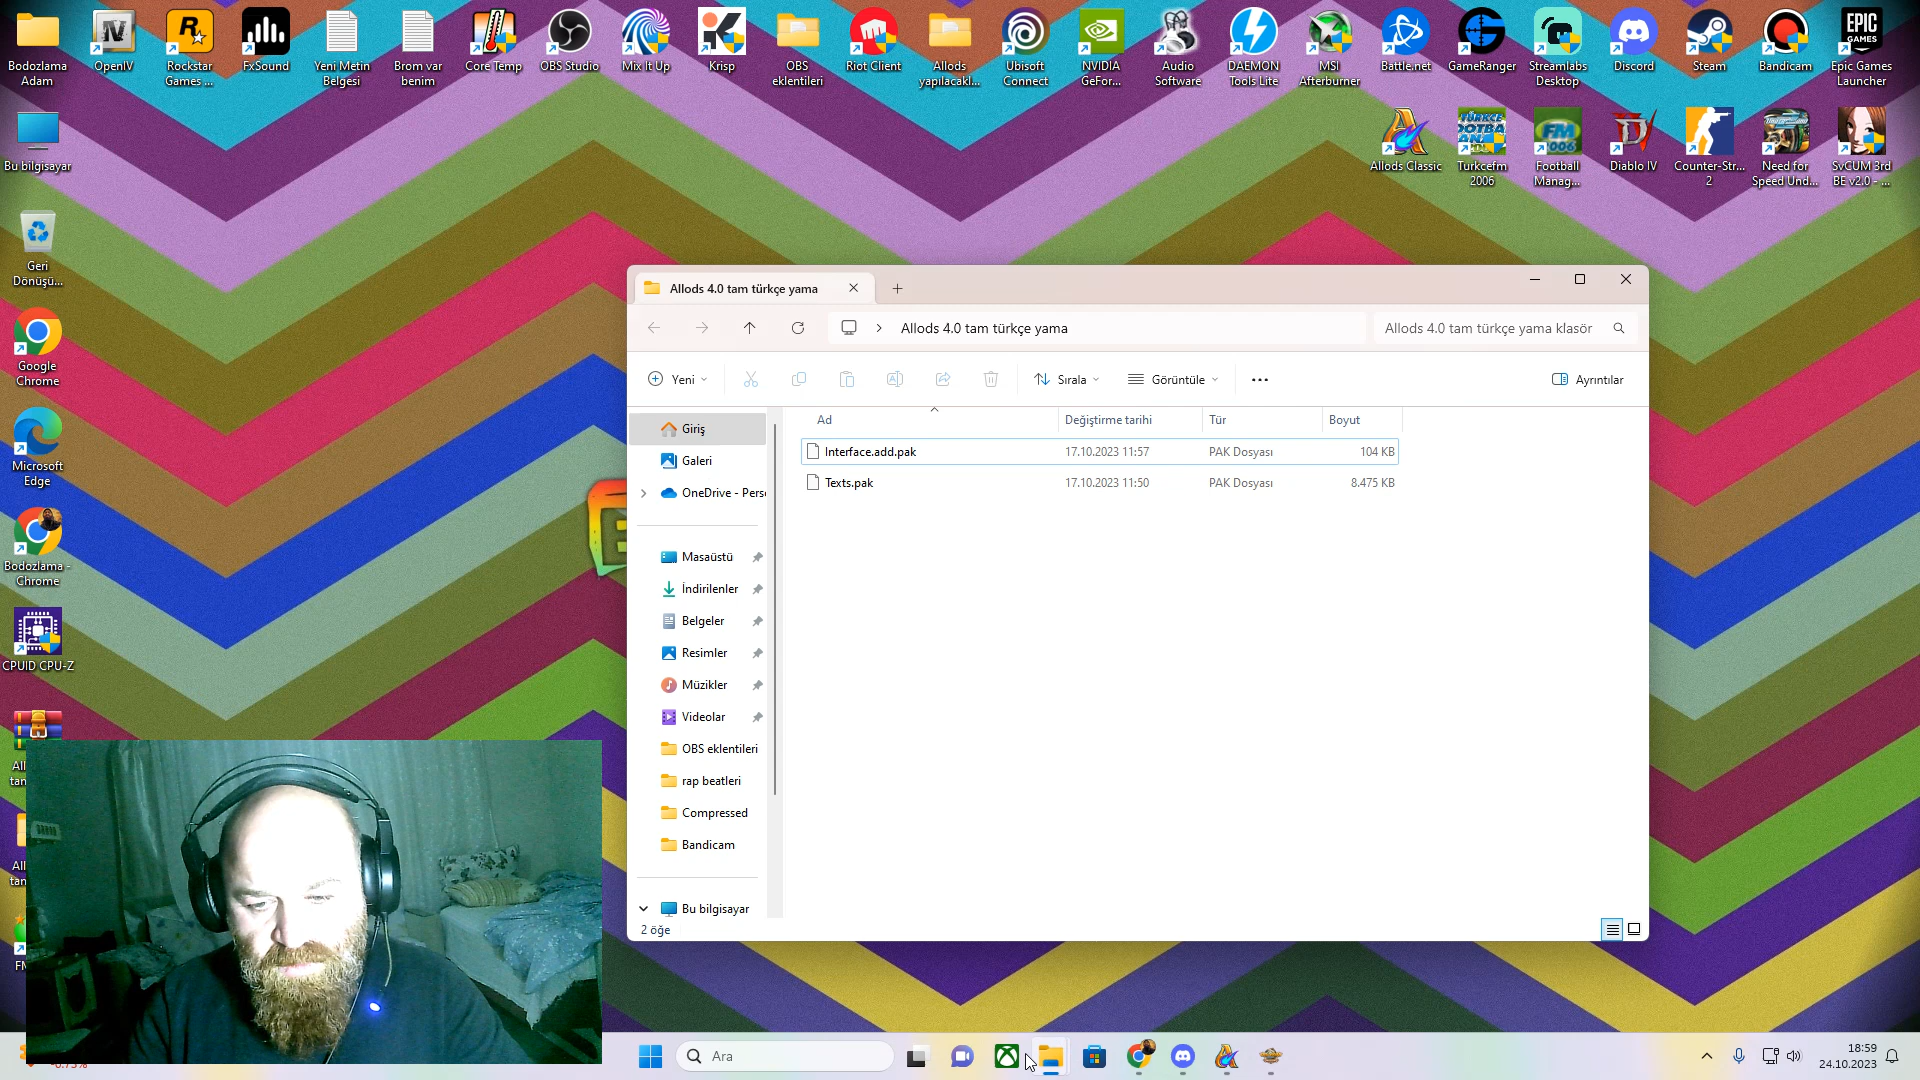 Bodozlama
Adam
OpenIV
Rockstar
Games ...
FxSound
Yeni Metin
Belgesi
Brom var
benim
Core Temp
OBS Studio
Mix It Up
Krisp
OBS
eklentileri
Riot Client
Allods
yapılacakl...
Ubisoft
Connect
NVIDIA
GeFor...
Audio
Software
DAEMON
Tools Lite
MSI
Afterburner
Battle.net
GameRanger
Streamlabs
Desktop
Discord
Steam
Bandicam
EPIC
GAMES
Epic Games
Launcher
Bu bilgisayar
Allods Classic
Turkcefm
2006
FM
2006
Football
Manag...
Diablo IV
Counter-Str...
2
Need for
Speed Und...
SvCUM 3rd
BE v2.0 - ...
Geri
Dönüşü...
Google
Chrome
Microsoft
Edge
Bodozlama -
Chrome
CPUID CPU-Z
Allods 4.0 tam türkçe yama
Allods 4.0 tam türkçe yama
Allods 4.0 tam türkçe yama klasör
Yeni
Sırala
Görüntüle
Ayrıntılar
Ad
Değiştirme tarihi
Tür
Boyut
Interface.add.pak
17.10.2023 11:57
PAK Dosyası
104 KB
Texts.pak
17.10.2023 11:50
PAK Dosyası
8.475 KB
Giriş
Galeri
OneDrive - Pers
Masaüstü
İndirilenler
Belgeler
Resimler
Müzikler
Videolar
OBS eklentileri
rap beatleri
Compressed
Bandicam
Bu bilgisayar
2 öğe
Ara
18:59
24.10.2023